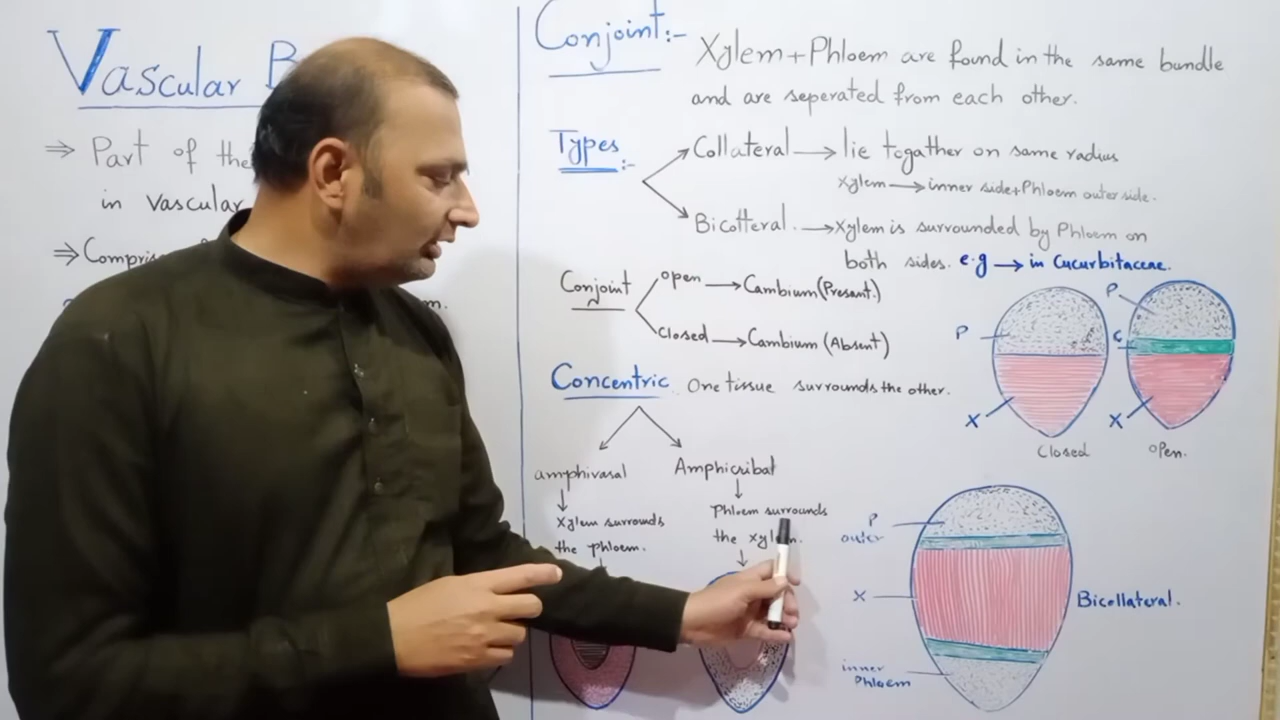 Vascular B
⇒ Part of the
in vascular
⇒ Compris
m.
Conjoint:-
Xylem+Phloem are found in the same bundle
and are seperated from each other.
Types:-
Collateral → lie togather on same radius
Xylem → inner side+Phloem outer side.
Bicolteral. → Xylem is surrounded by Phloem on
both sides. e.g → in Cucurbitaceae.
Conjoint
open → Cambium (Presant.)
closed → Cambium (Absent)
P
X
Closed
P
C
X
open.
Concentric. One tissue surrounds the other.
amphivasal
Amphicribal
Xylem surrounds
the phloem.
Phloem surrounds
the xylem.
P
outer
X
inner
Phloem
Bicollateral.